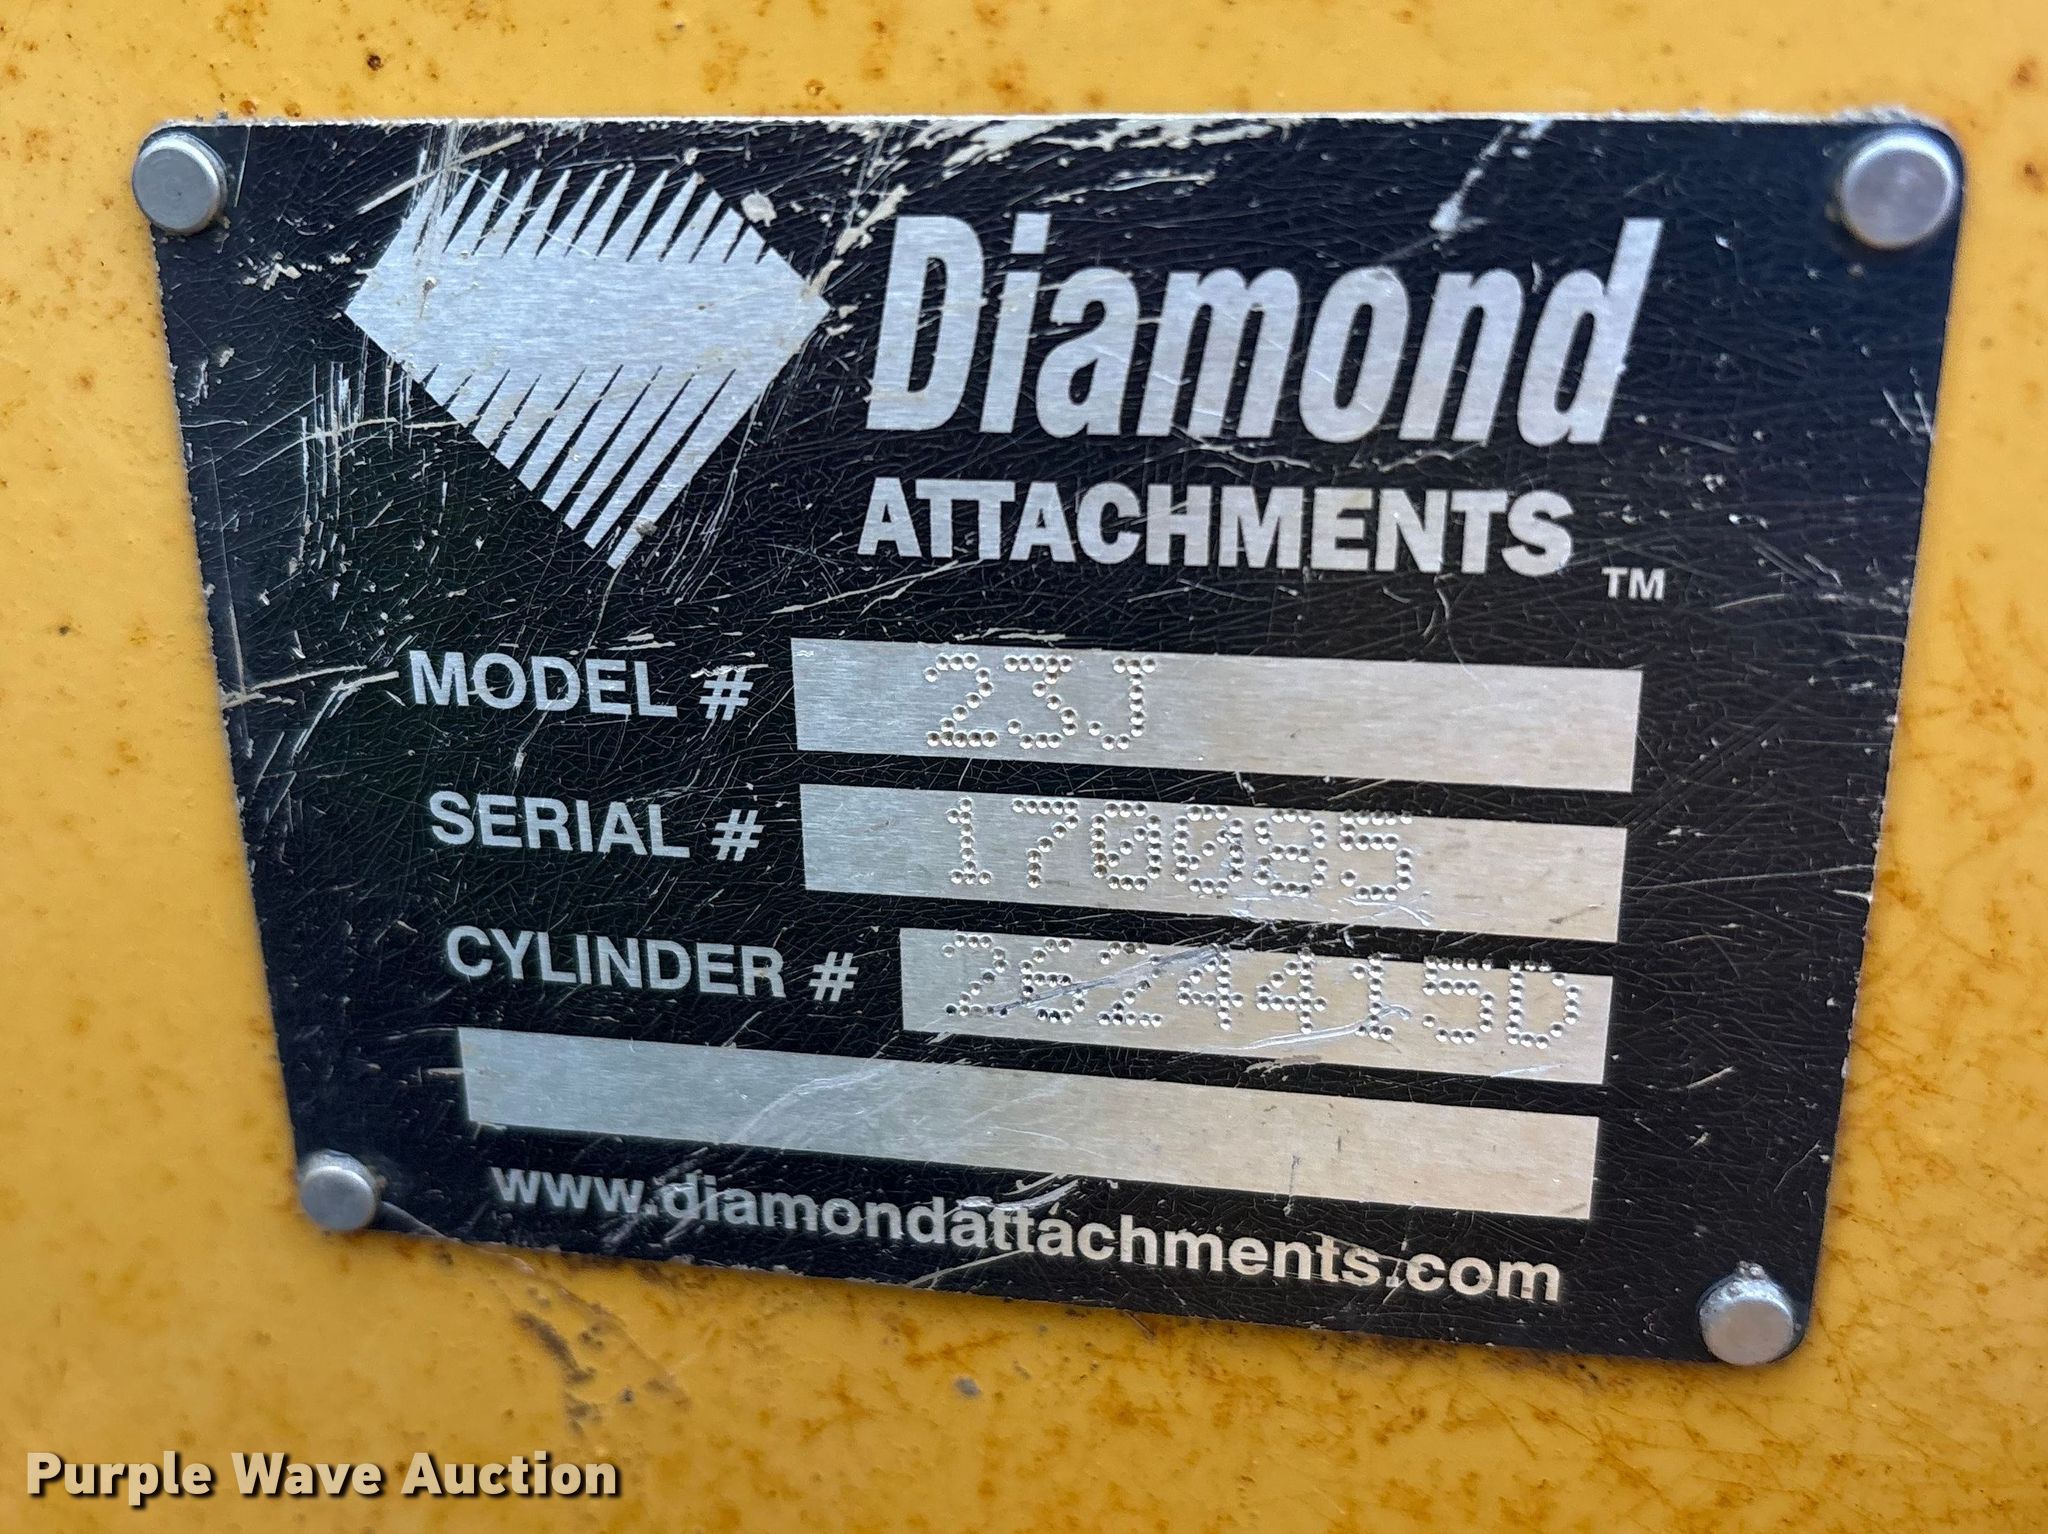 Diamond
ATTACHMENTS TM
MODEL # 23J
SERIAL # 170085
CYLINDER # 2624415D
www.diamondattachments.com
Purple Wave Auction